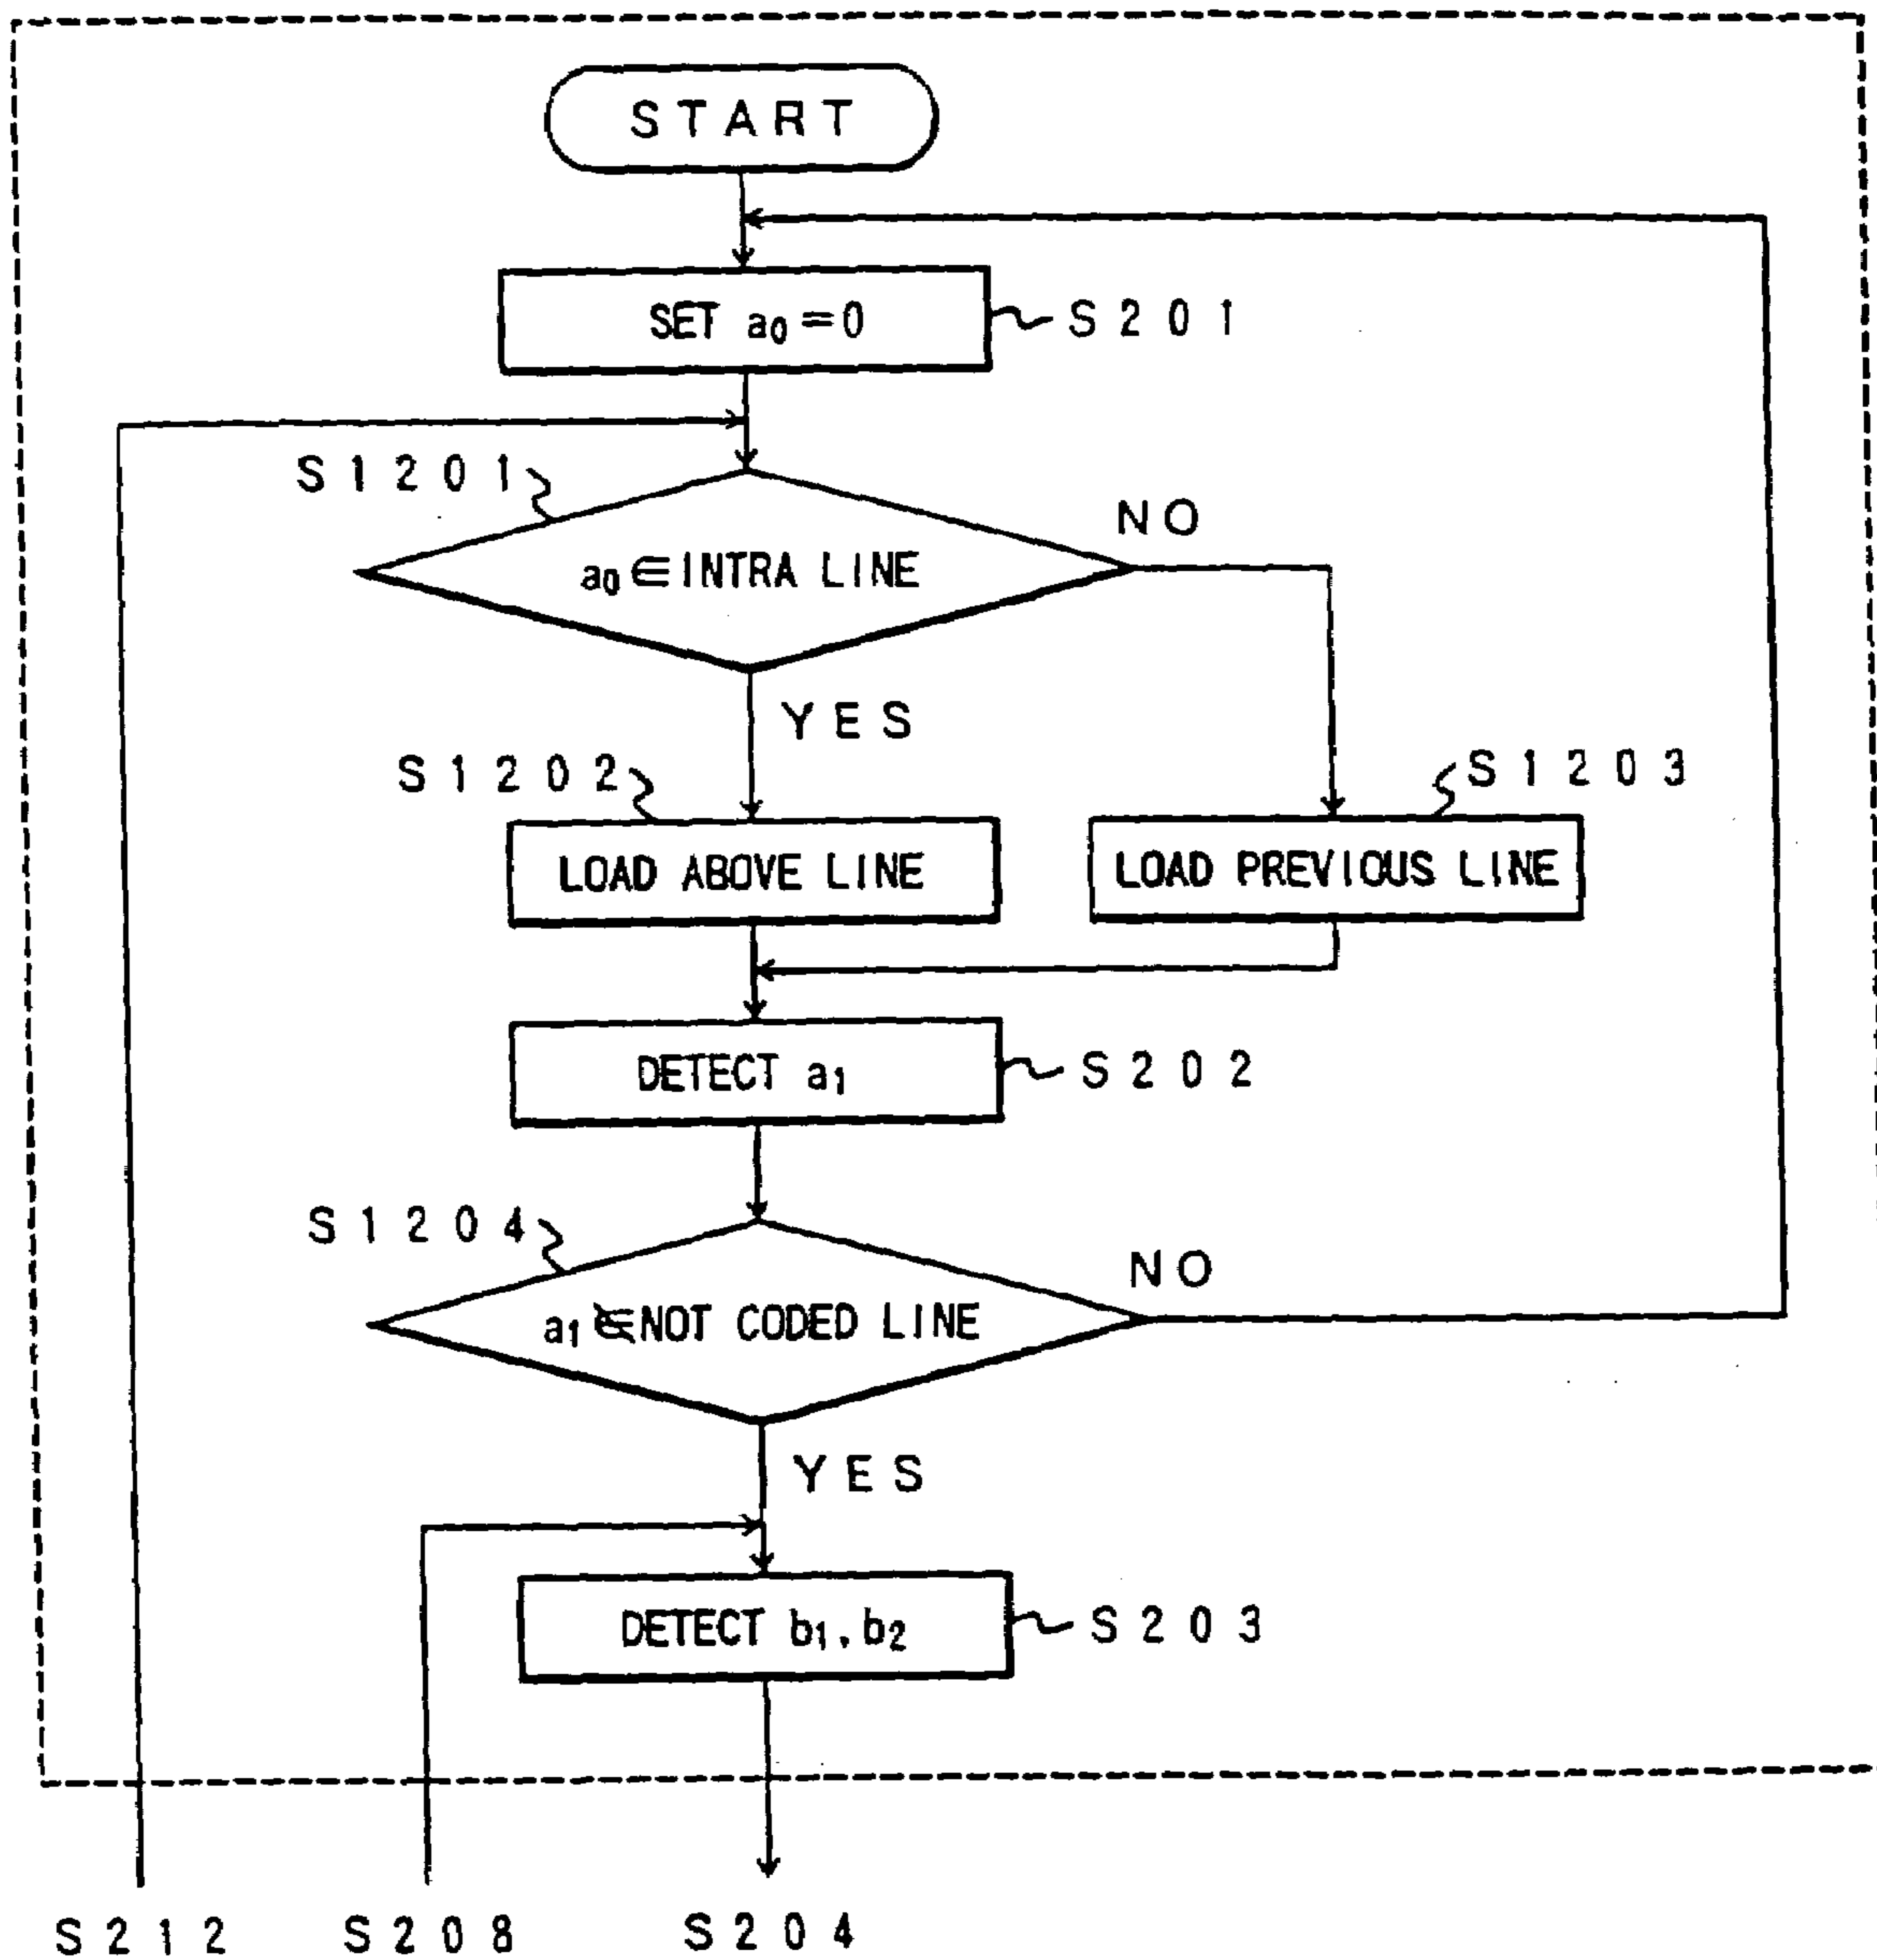 START
SET a₀=0
S201
S1201
NO
a₀∈INTRA LINE
YES
S1202
S1203
LOAD ABOVE LINE
LOAD PREVIOUS LINE
DETECT a₁
S202
S1204
NO
a₁∉NOT CODED LINE
YES
DETECT b₁,b₂
S203
S212
S208
S204